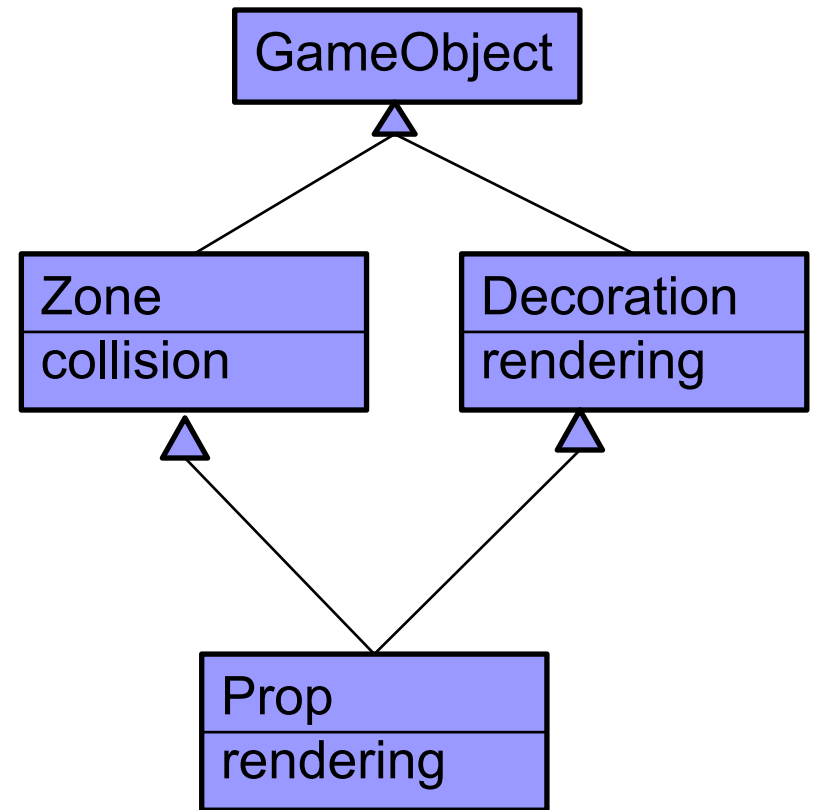 GameObject
Zone
collision
Decoration
rendering
Prop
rendering